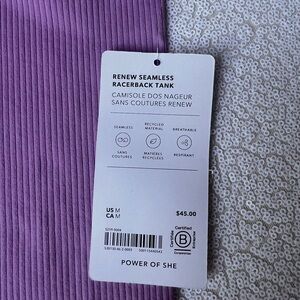 RENEW SEAMLESS
RACERBACK TANK
CAMISOLE DOS NAGEUR
SANS COUTURES RENEW
SEAMLESS
RECYCLED
MATERIAL
BREATHABLE
SANS
COUTURES
MATIÈRES
RECYCLÉES
RESPIRANT
US M
CA M
$45.00
Certified
B
Corporation
POWER OF SHE